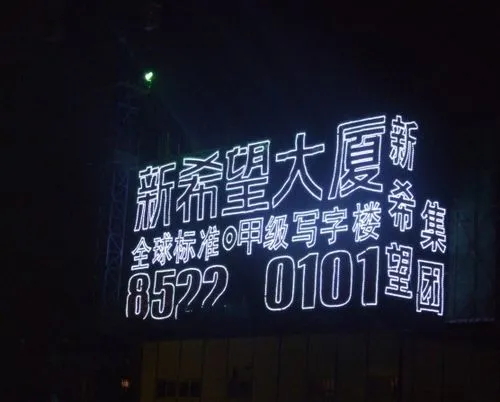 新希望大厦
全球标准·甲级写字楼
8522 0101
新希望
集团